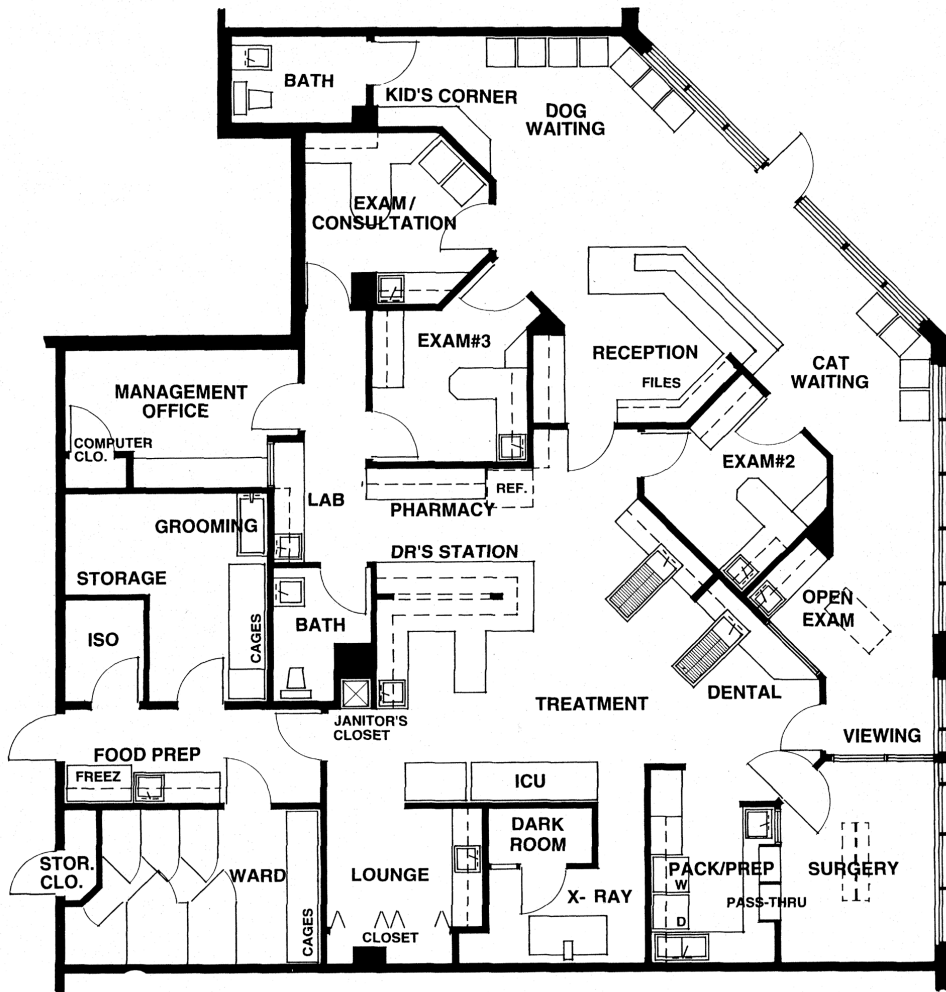 BATH
KID'S CORNER
DOG
WAITING
EXAM/
CONSULTATION
EXAM#3
RECEPTION
FILES
CAT
WAITING
MANAGEMENT
OFFICE
COMPUTER
CLO.
EXAM#2
LAB
REF.
PHARMACY
GROOMING
DR'S STATION
STORAGE
OPEN
EXAM
ISO
CAGES
BATH
DENTAL
TREATMENT
JANITOR'S
CLOSET
VIEWING
FOOD PREP
FREEZ
ICU
DARK
ROOM
STOR.
CLO.
WARD
LOUNGE
PACK/PREP
SURGERY
W
X- RAY
PASS-THRU
D
CAGES
CLOSET